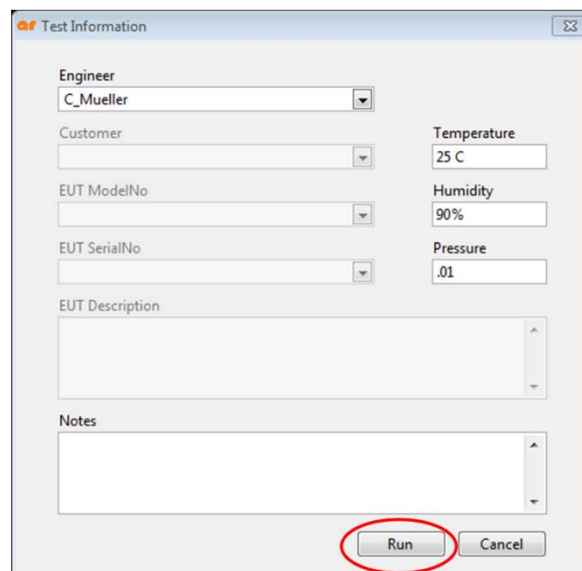 ar Test Information
Engineer
C_Mueller
Customer
Temperature
25 C
EUT ModelNo
Humidity
90%
EUT SerialNo
Pressure
.01
EUT Description
Notes
Run Cancel